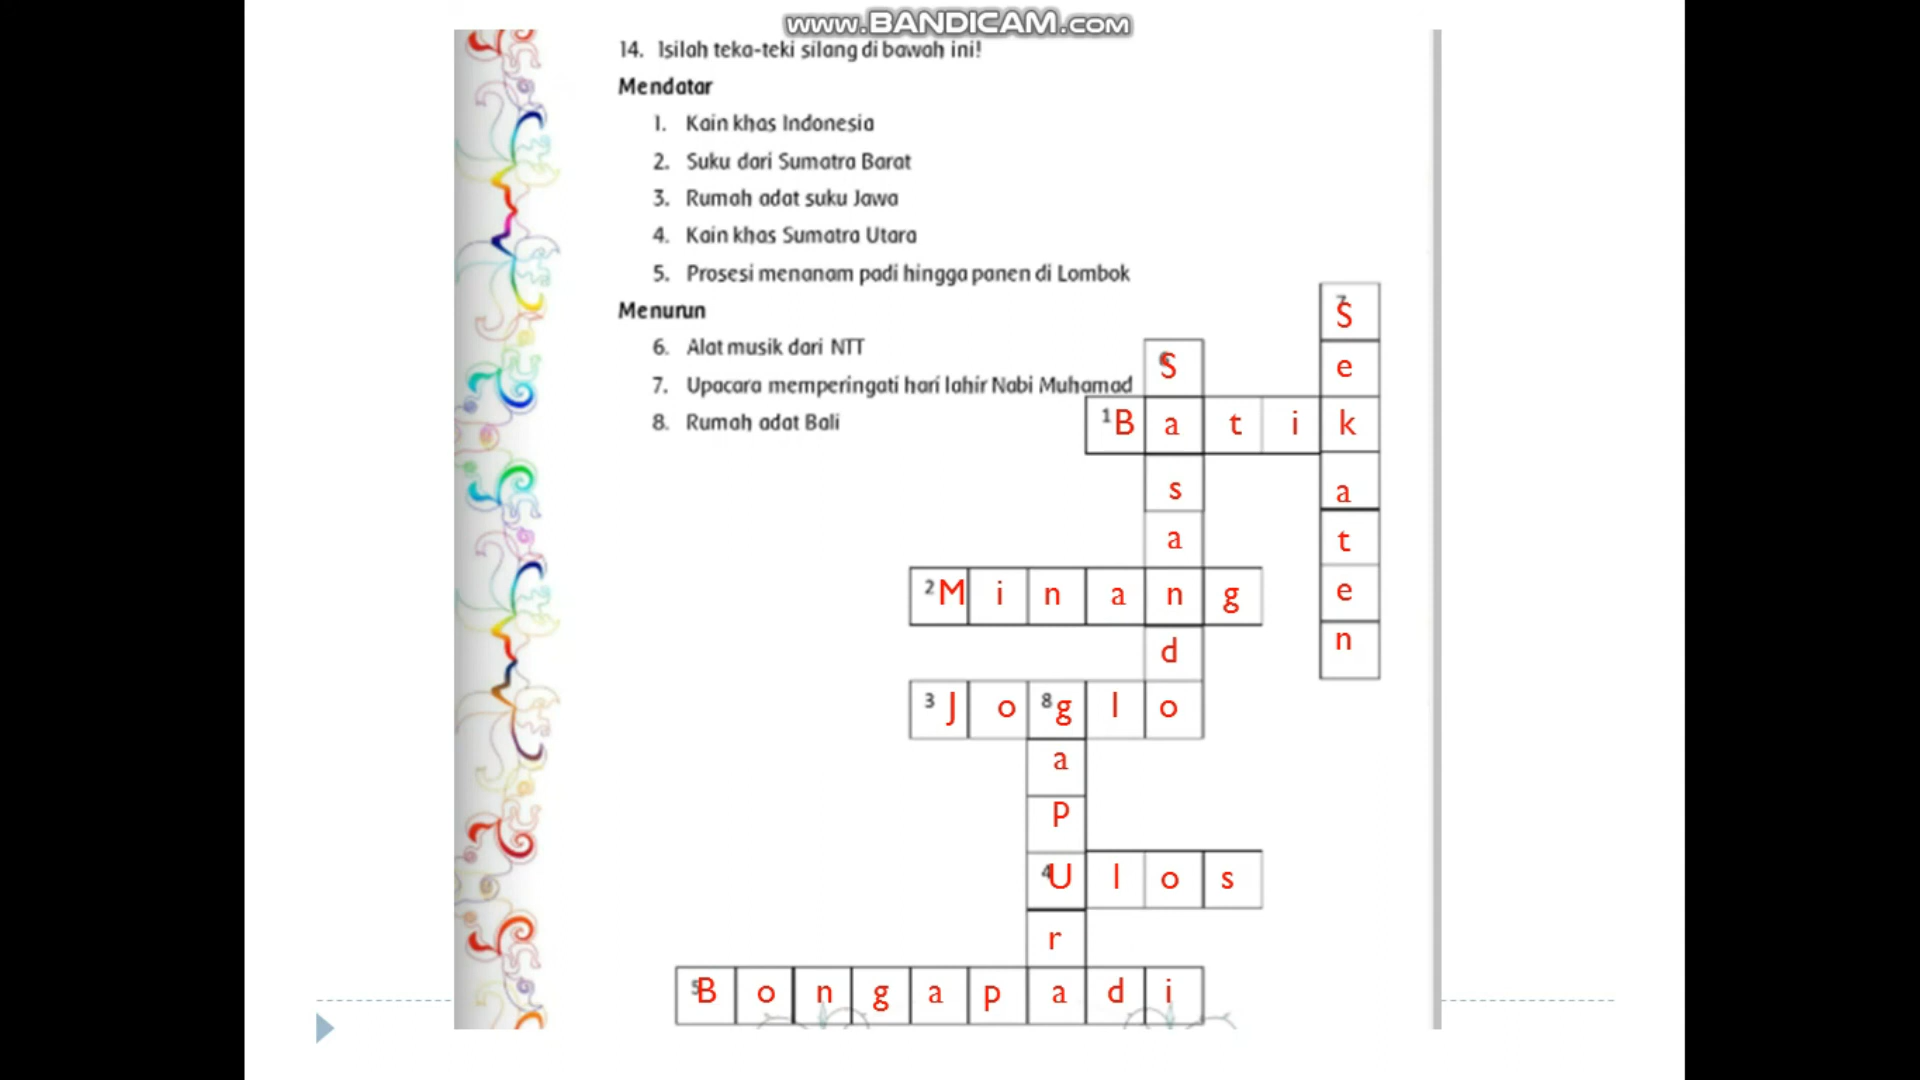 www.BANDICAM.com
14. Isilah teka-teki silang di bawah ini!
Mendatar
1. Kain khas Indonesia
2. Suku dari Sumatra Barat
3. Rumah adat suku Jawa
4. Kain khas Sumatra Utara
5. Prosesi menanam padi hingga panen di Lombok
Menurun
6. Alat musik dari NTT
7. Upacara memperingati hari lahir Nabi Muhamad
8. Rumah adat Bali
7 S
6 S e
1 B a t i k
s a
a t
2 M i n a n g e
d n
3 J o 8 g l o
a
P
4 U l o s
r
5 B o n g a p a d i